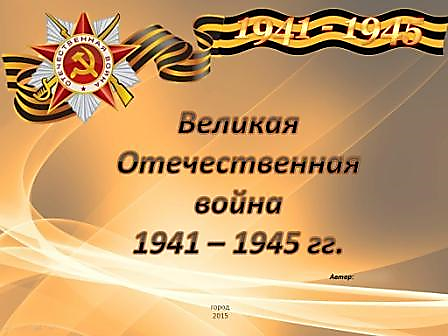 1941 - 1945
ОТЕЧЕСТВЕННАЯ ВОЙНА
Великая
Отечественная
война
1941 – 1945 гг.
Автор:
город
2015